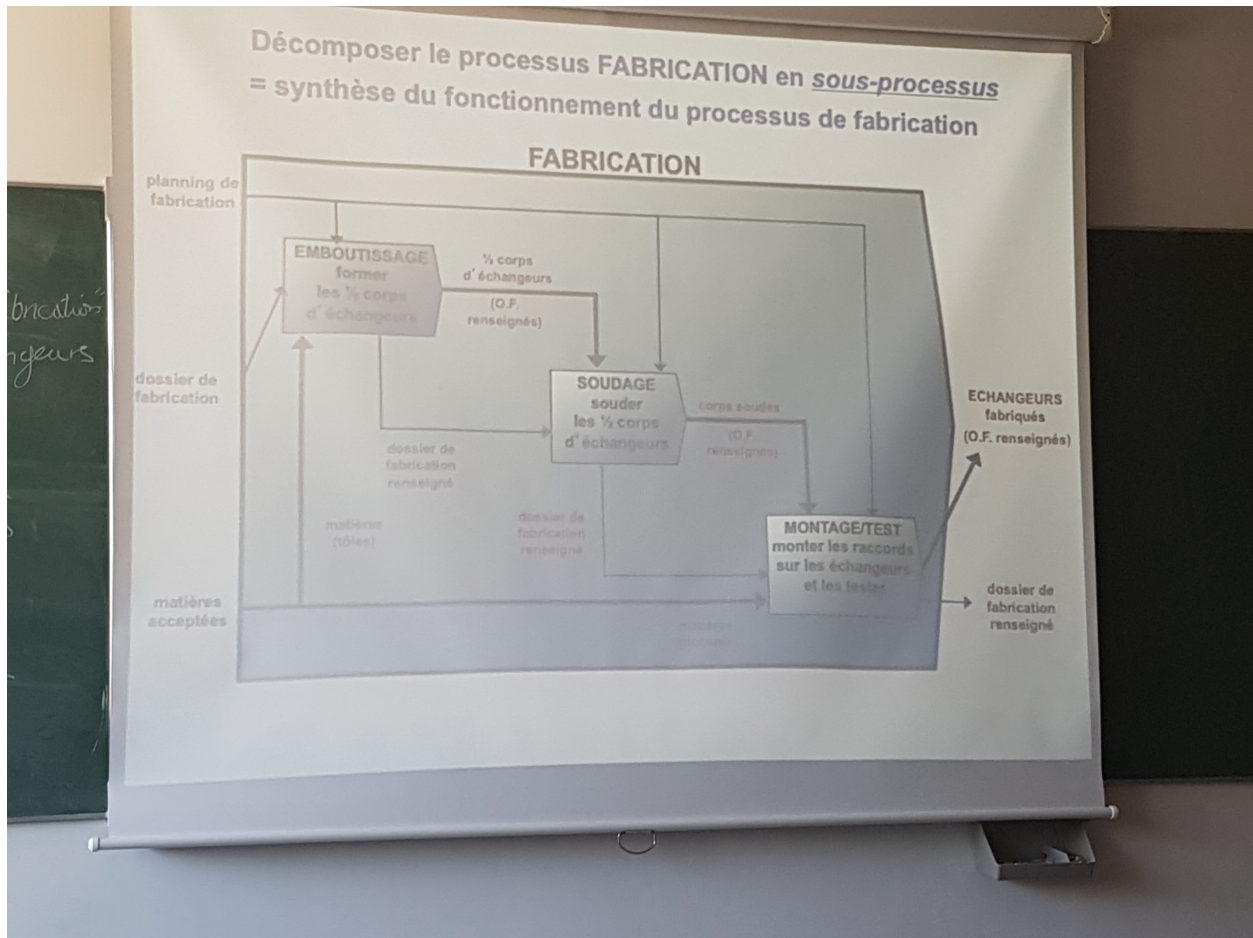 Décomposer le processus FABRICATION en sous-processus
= synthèse du fonctionnement du processus de fabrication
FABRICATION
planning de
fabrication
EMBOUTISSAGE
former
les ½ corps
d'échangeurs
½ corps
d'échangeurs
(O.F.
renseignés)
brication"
ngeurs
dossier de
fabrication
SOUDAGE
souder
les ½ corps
d'échangeurs
corps soudés
(O.F
renseignés)
ECHANGEURS
fabriqués
(O.F. renseignés)
dossier de
fabrication
renseigné
matières
(tôles)
dossier de
fabrication
renseigné
MONTAGE/TEST
monter les raccords
sur les échangeurs
et les tester
matières
acceptées
dossier de
fabrication
renseigné